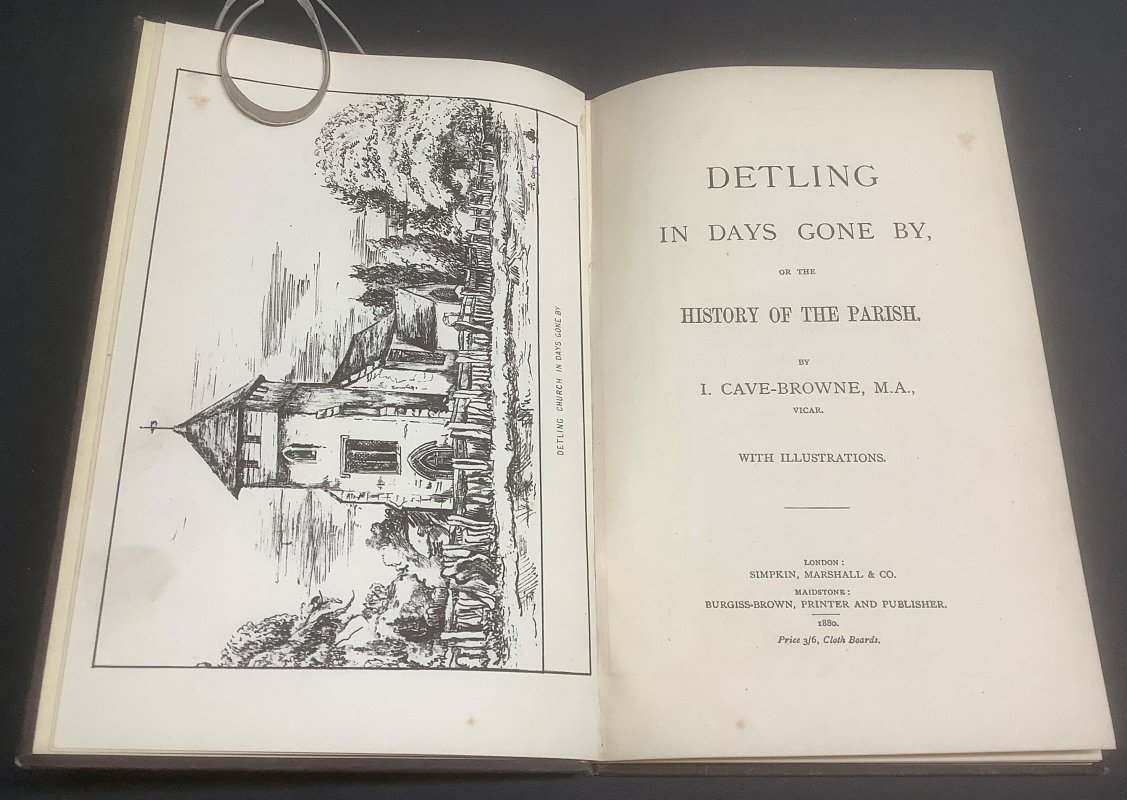 DETLING CHURCH IN DAYS GONE BY
DETLING
IN DAYS GONE BY,
OR THE
HISTORY OF THE PARISH.
BY
I. CAVE-BROWNE, M.A.,
VICAR.
WITH ILLUSTRATIONS.
LONDON:
SIMPKIN, MARSHALL & CO.
MAIDSTONE:
BURGISS-BROWN, PRINTER AND PUBLISHER.
1880.
Price 3/6, Cloth Boards.